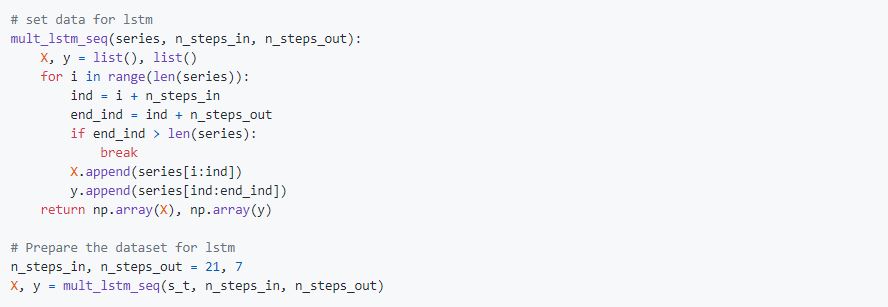 # set data for lstm
mult_lstm_seq(series, n_steps_in, n_steps_out):
    X, y = list(), list()
    for i in range(len(series)):
        ind = i + n_steps_in
        end_ind = ind + n_steps_out
        if end_ind > len(series):
            break
        X.append(series[i:ind])
        y.append(series[ind:end_ind])
    return np.array(X), np.array(y)

# Prepare the dataset for lstm
n_steps_in, n_steps_out = 21, 7
X, y = mult_lstm_seq(s_t, n_steps_in, n_steps_out)